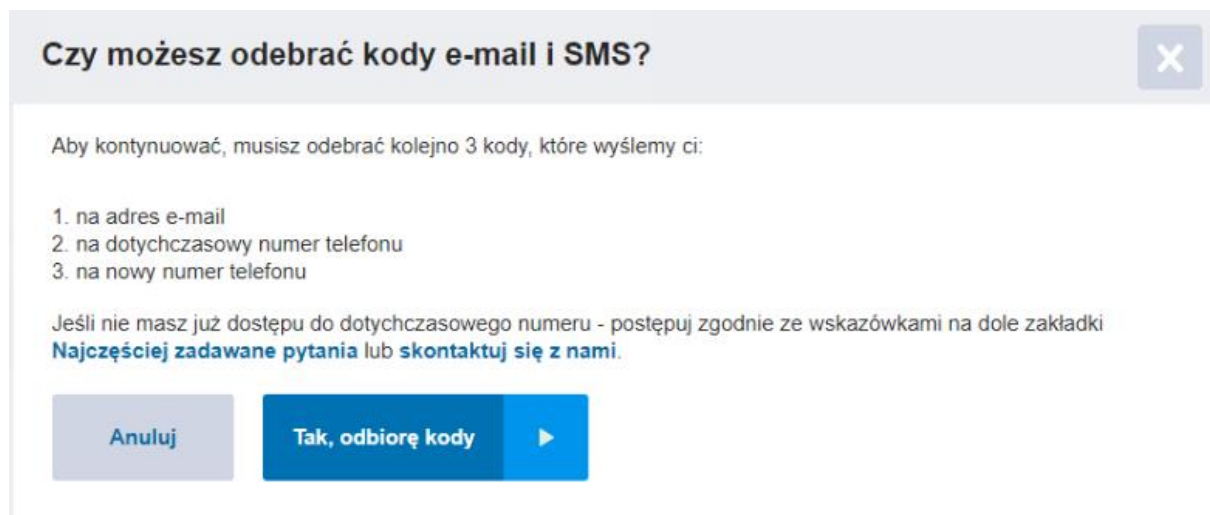 Czy możesz odebrać kody e-mail i SMS?
Aby kontynuować, musisz odebrać kolejno 3 kody, które wyślemy ci:
1. na adres e-mail
2. na dotychczasowy numer telefonu
3. na nowy numer telefonu
Jeśli nie masz już dostępu do dotychczasowego numeru - postępuj zgodnie ze wskazówkami na dole zakładki
Najczęściej zadawane pytania lub skontaktuj się z nami.
Anuluj
Tak, odbiorę kody